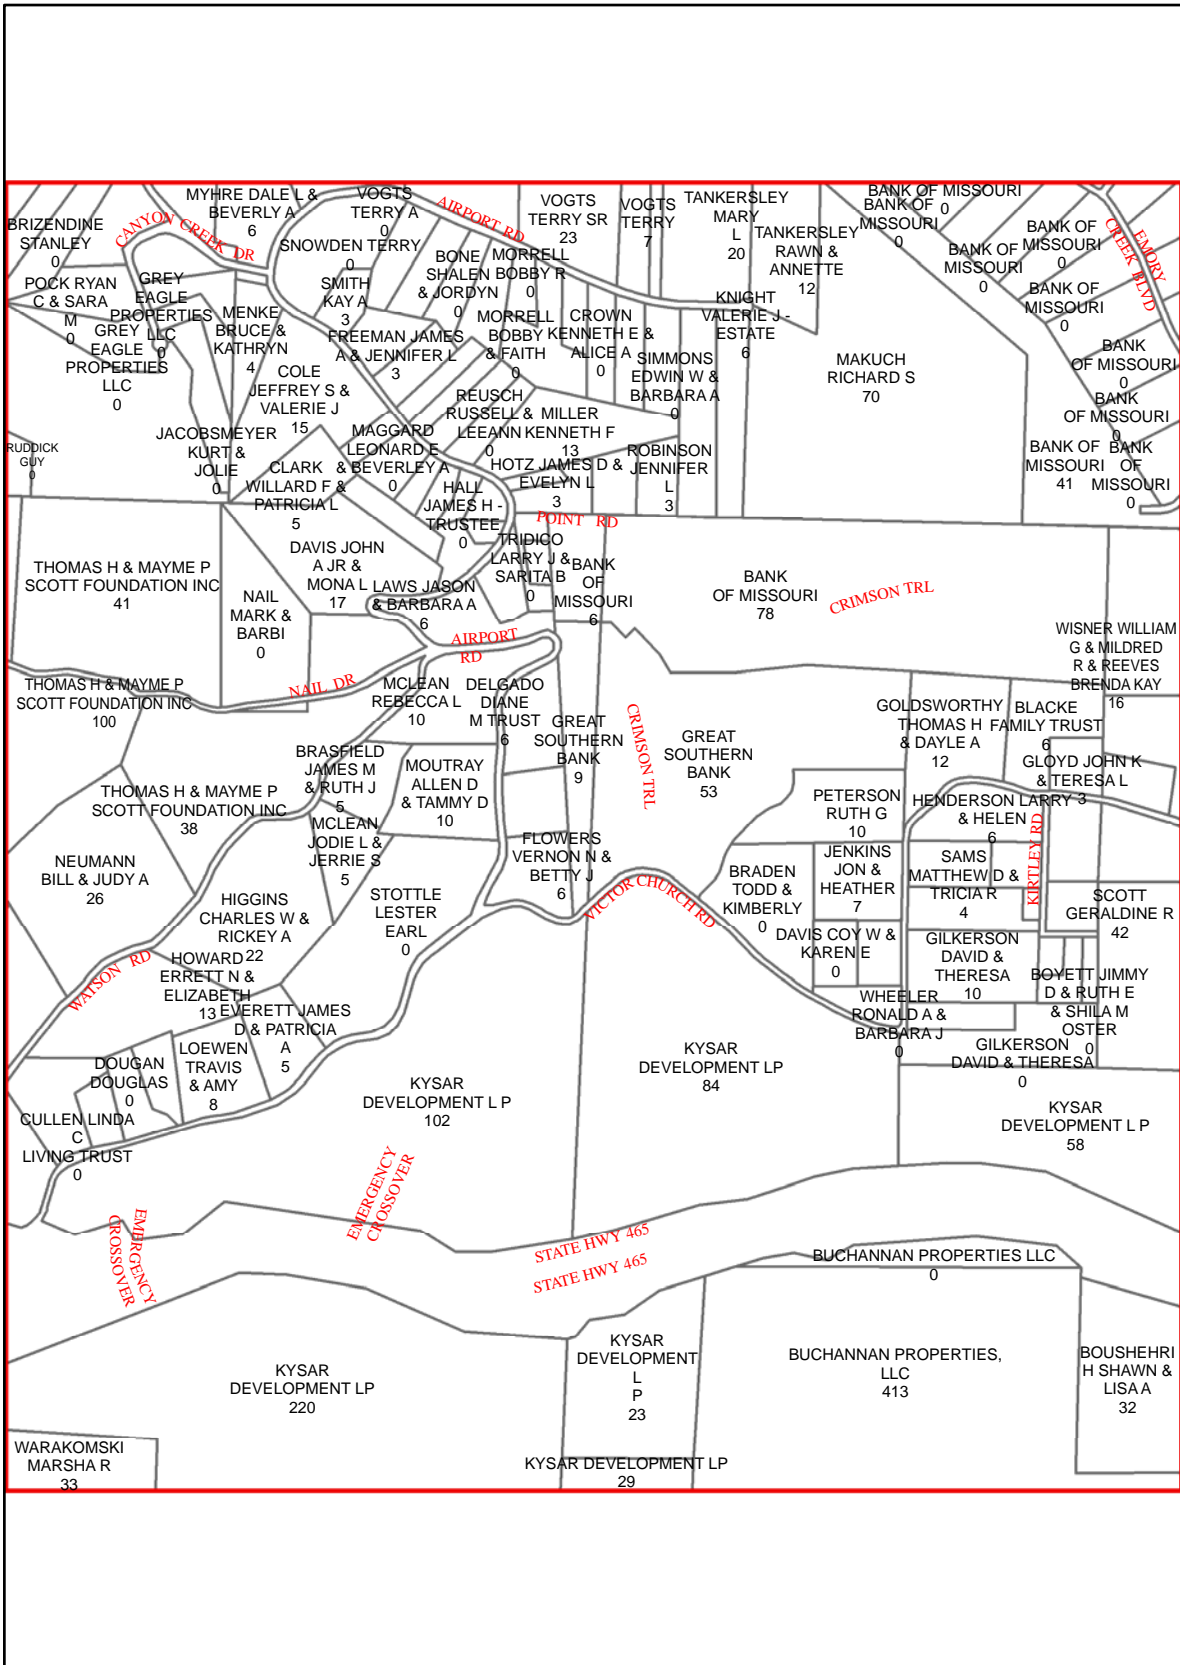 MYHRE DALE L &
BEVERLY A
6
VOGTS
TERRY A
0
AIRPORT RD
VOGTS
TERRY SR
23
VOGTS
TERRY
7
TANKERSLEY
MARY
L
20
TANKERSLEY
RAWN &
ANNETTE
12
BANK OF MISSOURI
0
BANK OF
MISSOURI
0
BANK OF
MISSOURI
0
BANK OF
MISSOURI
0
BANK OF
MISSOURI
0
BANK
OF MISSOURI
0
BANK
OF MISSOURI
0
BANK OF
MISSOURI
41
BANK
OF
MISSOURI
0
EMORY
CREEK BLVD
BRIZENDINE
STANLEY
0
CANYON CREEK DR
SNOWDEN TERRY
0
POCK RYAN
C & SARA
M
0
GREY
EAGLE
PROPERTIES
LLC
0
GREY
EAGLE
PROPERTIES
LLC
0
MENKE
BRUCE &
KATHRYN
4
SMITH
KAY A
3
BONE
SHALEN
& JORDYN
0
MORRELL
BOBBY R
0
FREEMAN JAMES
A & JENNIFER L
3
MORRELL
BOBBY
& FAITH
0
CROWN
KENNETH E &
ALICE A
0
KNIGHT
VALERIE J -
ESTATE
6
SIMMONS
EDWIN W &
BARBARA A
0
MAKUCH
RICHARD S
70
COLE
JEFFREY S &
VALERIE J
15
REUSCH
RUSSELL &
LEEANN
0
MILLER
KENNETH F
13
RUDDICK
GUY
0
JACOBSMEYER
KURT &
JOLIE
0
MAGGARD
LEONARD E
& BEVERLEY A
0
CLARK
WILLARD F &
PATRICIA L
5
HOTZ JAMES D &
EVELYN L
3
ROBINSON
JENNIFER
L
3
HALL
JAMES H -
TRUSTEE
0
POINT RD
THOMAS H & MAYME P
SCOTT FOUNDATION INC
41
NAIL
MARK &
BARBI
0
DAVIS JOHN
A JR &
MONA L
17
LAWS JASON
& BARBARA A
6
TRIDICO
LARRY J &
SARITA B
0
BANK
OF
MISSOURI
6
BANK
OF MISSOURI
78
CRIMSON TRL
AIRPORT
RD
WISNER WILLIAM
G & MILDRED
R & REEVES
BRENDA KAY
16
THOMAS H & MAYME P
SCOTT FOUNDATION INC
100
NAIL DR
MCLEAN
REBECCA L
10
DELGADO
DIANE
M TRUST
6
GREAT
SOUTHERN
BANK
9
CRIMSON TRL
GREAT
SOUTHERN
BANK
53
GOLDSWORTHY
THOMAS H
& DAYLE A
12
BLACKE
FAMILY TRUST
6
GLOYD JOHN K
& TERESA L
3
THOMAS H & MAYME P
SCOTT FOUNDATION INC
38
BRASFIELD
JAMES M
& RUTH J
5
MOUTRAY
ALLEN D
& TAMMY D
10
MCLEAN
JODIE L &
JERRIE S
5
PETERSON
RUTH G
10
HENDERSON LARRY
& HELEN
6
KIRTLEY RD
NEUMANN
BILL & JUDY A
26
FLOWERS
VERNON N &
BETTY J
6
VICTOR CHURCH RD
BRADEN
TODD &
KIMBERLY
0
JENKINS
JON &
HEATHER
7
SAMS
MATTHEW D &
TRICIA R
4
SCOTT
GERALDINE R
42
HIGGINS
CHARLES W &
RICKEY A
22
STOTTLE
LESTER
EARL
0
DAVIS COY W &
KAREN E
0
GILKERSON
DAVID &
THERESA
10
WATSON RD
HOWARD
ERRETT N &
ELIZABETH
13
EVERETT JAMES
D & PATRICIA
A
5
BOYETT JIMMY
D & RUTH E
& SHILA M
OSTER
0
WHEELER
RONALD A &
BARBARA J
0
GILKERSON
DAVID & THERESA
0
DOUGAN
DOUGLAS
0
LOEWEN
TRAVIS
& AMY
8
KYSAR
DEVELOPMENT L P
102
KYSAR
DEVELOPMENT LP
84
KYSAR
DEVELOPMENT L P
58
CULLEN LINDA
C
LIVING TRUST
0
EMERGENCY
CROSSOVER
EMERGENCY
CROSSOVER
STATE HWY 465
STATE HWY 465
BUCHANNAN PROPERTIES LLC
0
KYSAR
DEVELOPMENT LP
220
KYSAR
DEVELOPMENT
L
P
23
BUCHANNAN PROPERTIES,
LLC
413
BOUSHEHRI
H SHAWN &
LISA A
32
WARAKOMSKI
MARSHA R
33
KYSAR DEVELOPMENT LP
29